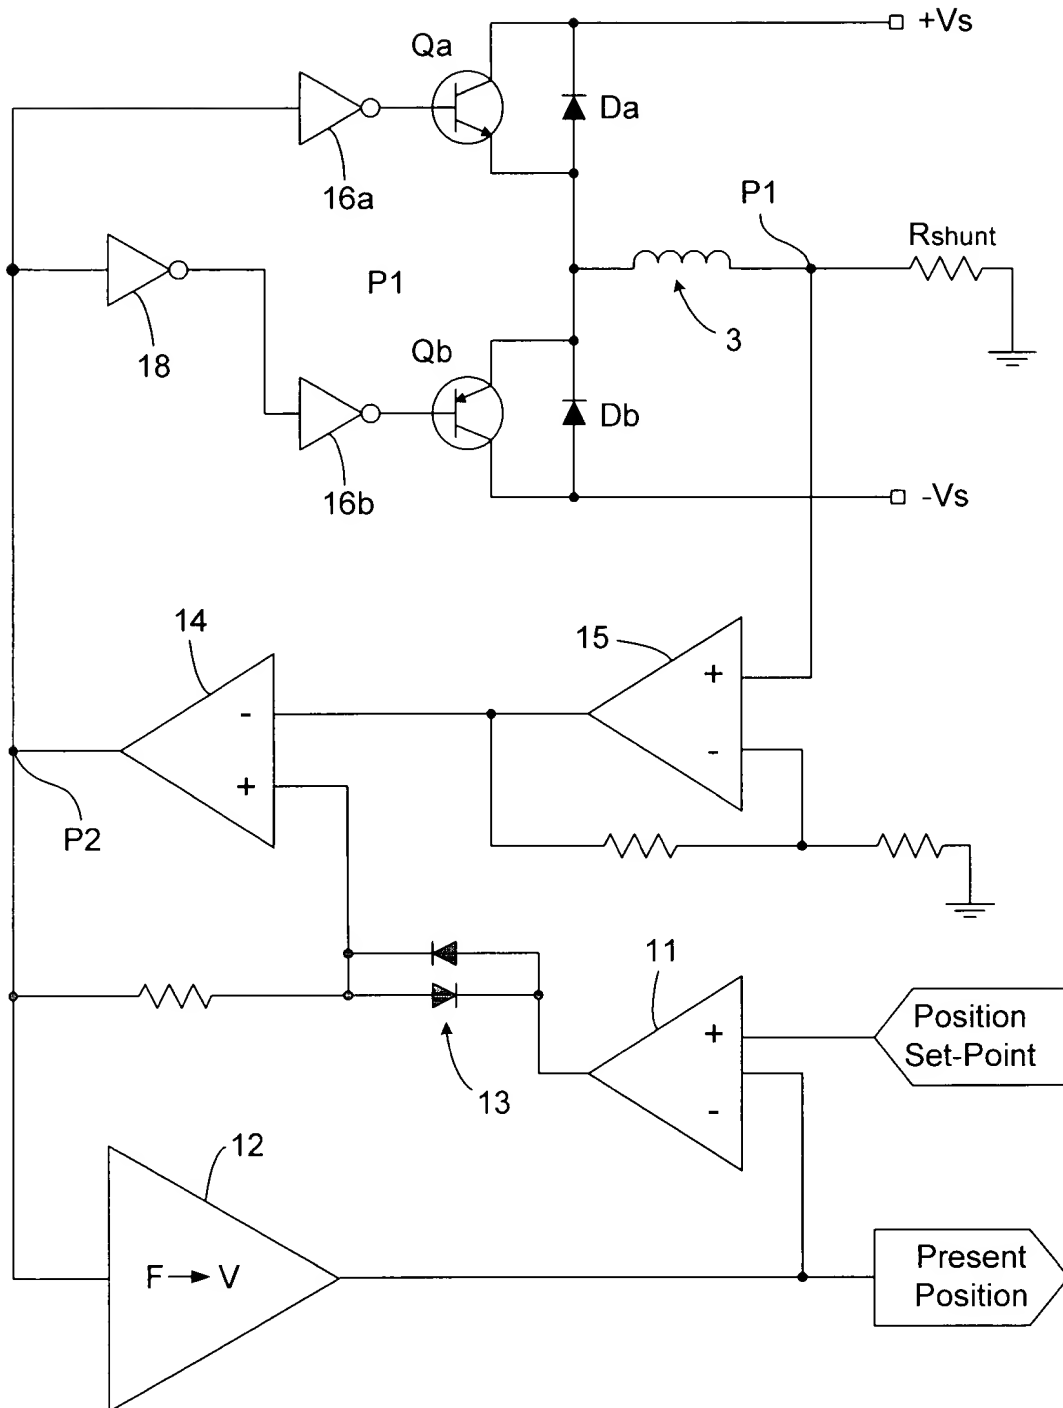 +Vs
Qa
Da
16a
P1
Rshunt
P1
18
3
Qb
Db
16b
-Vs
14
15
+
-
-
+
P2
11
Position
Set-Point
+
-
13
12
F → V
Present
Position